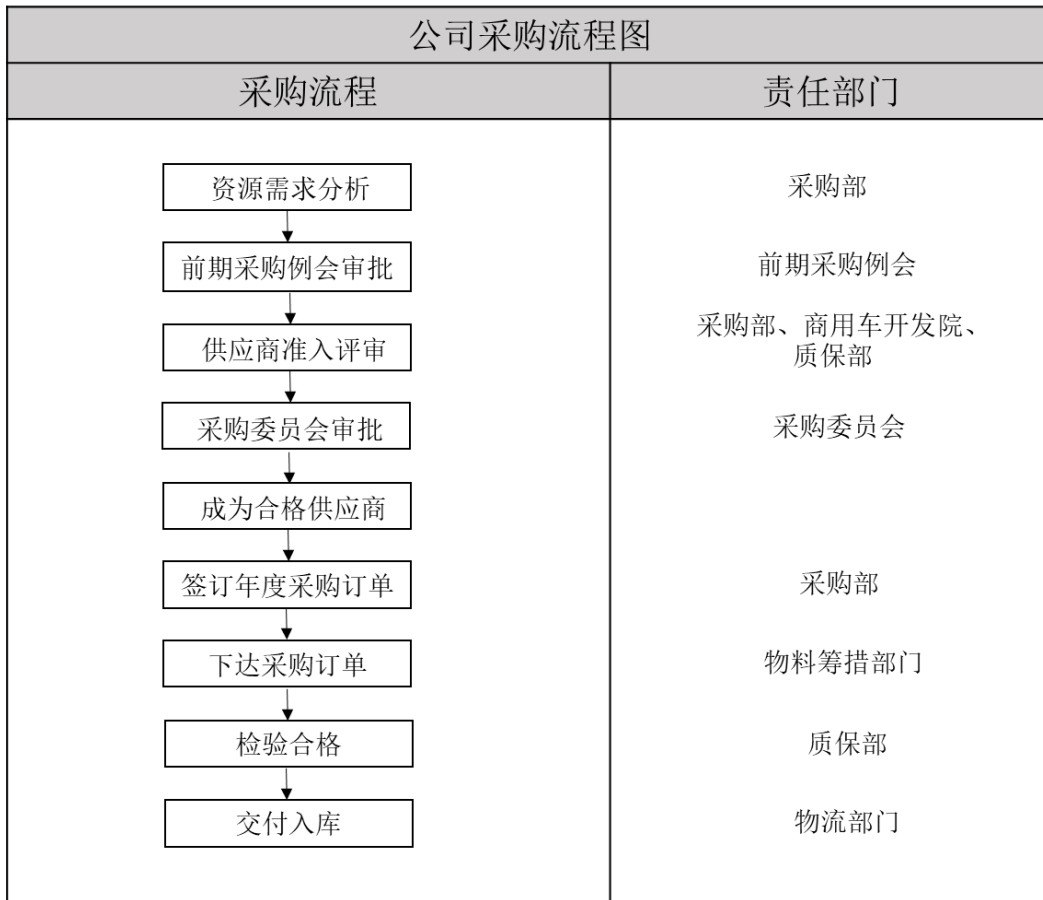 公司采购流程图
采购流程
责任部门
资源需求分析
采购部
前期采购例会审批
前期采购例会
供应商准入评审
采购部、商用车开发院、
质保部
采购委员会审批
采购委员会
成为合格供应商
签订年度采购订单
采购部
下达采购订单
物料筹措部门
检验合格
质保部
交付入库
物流部门